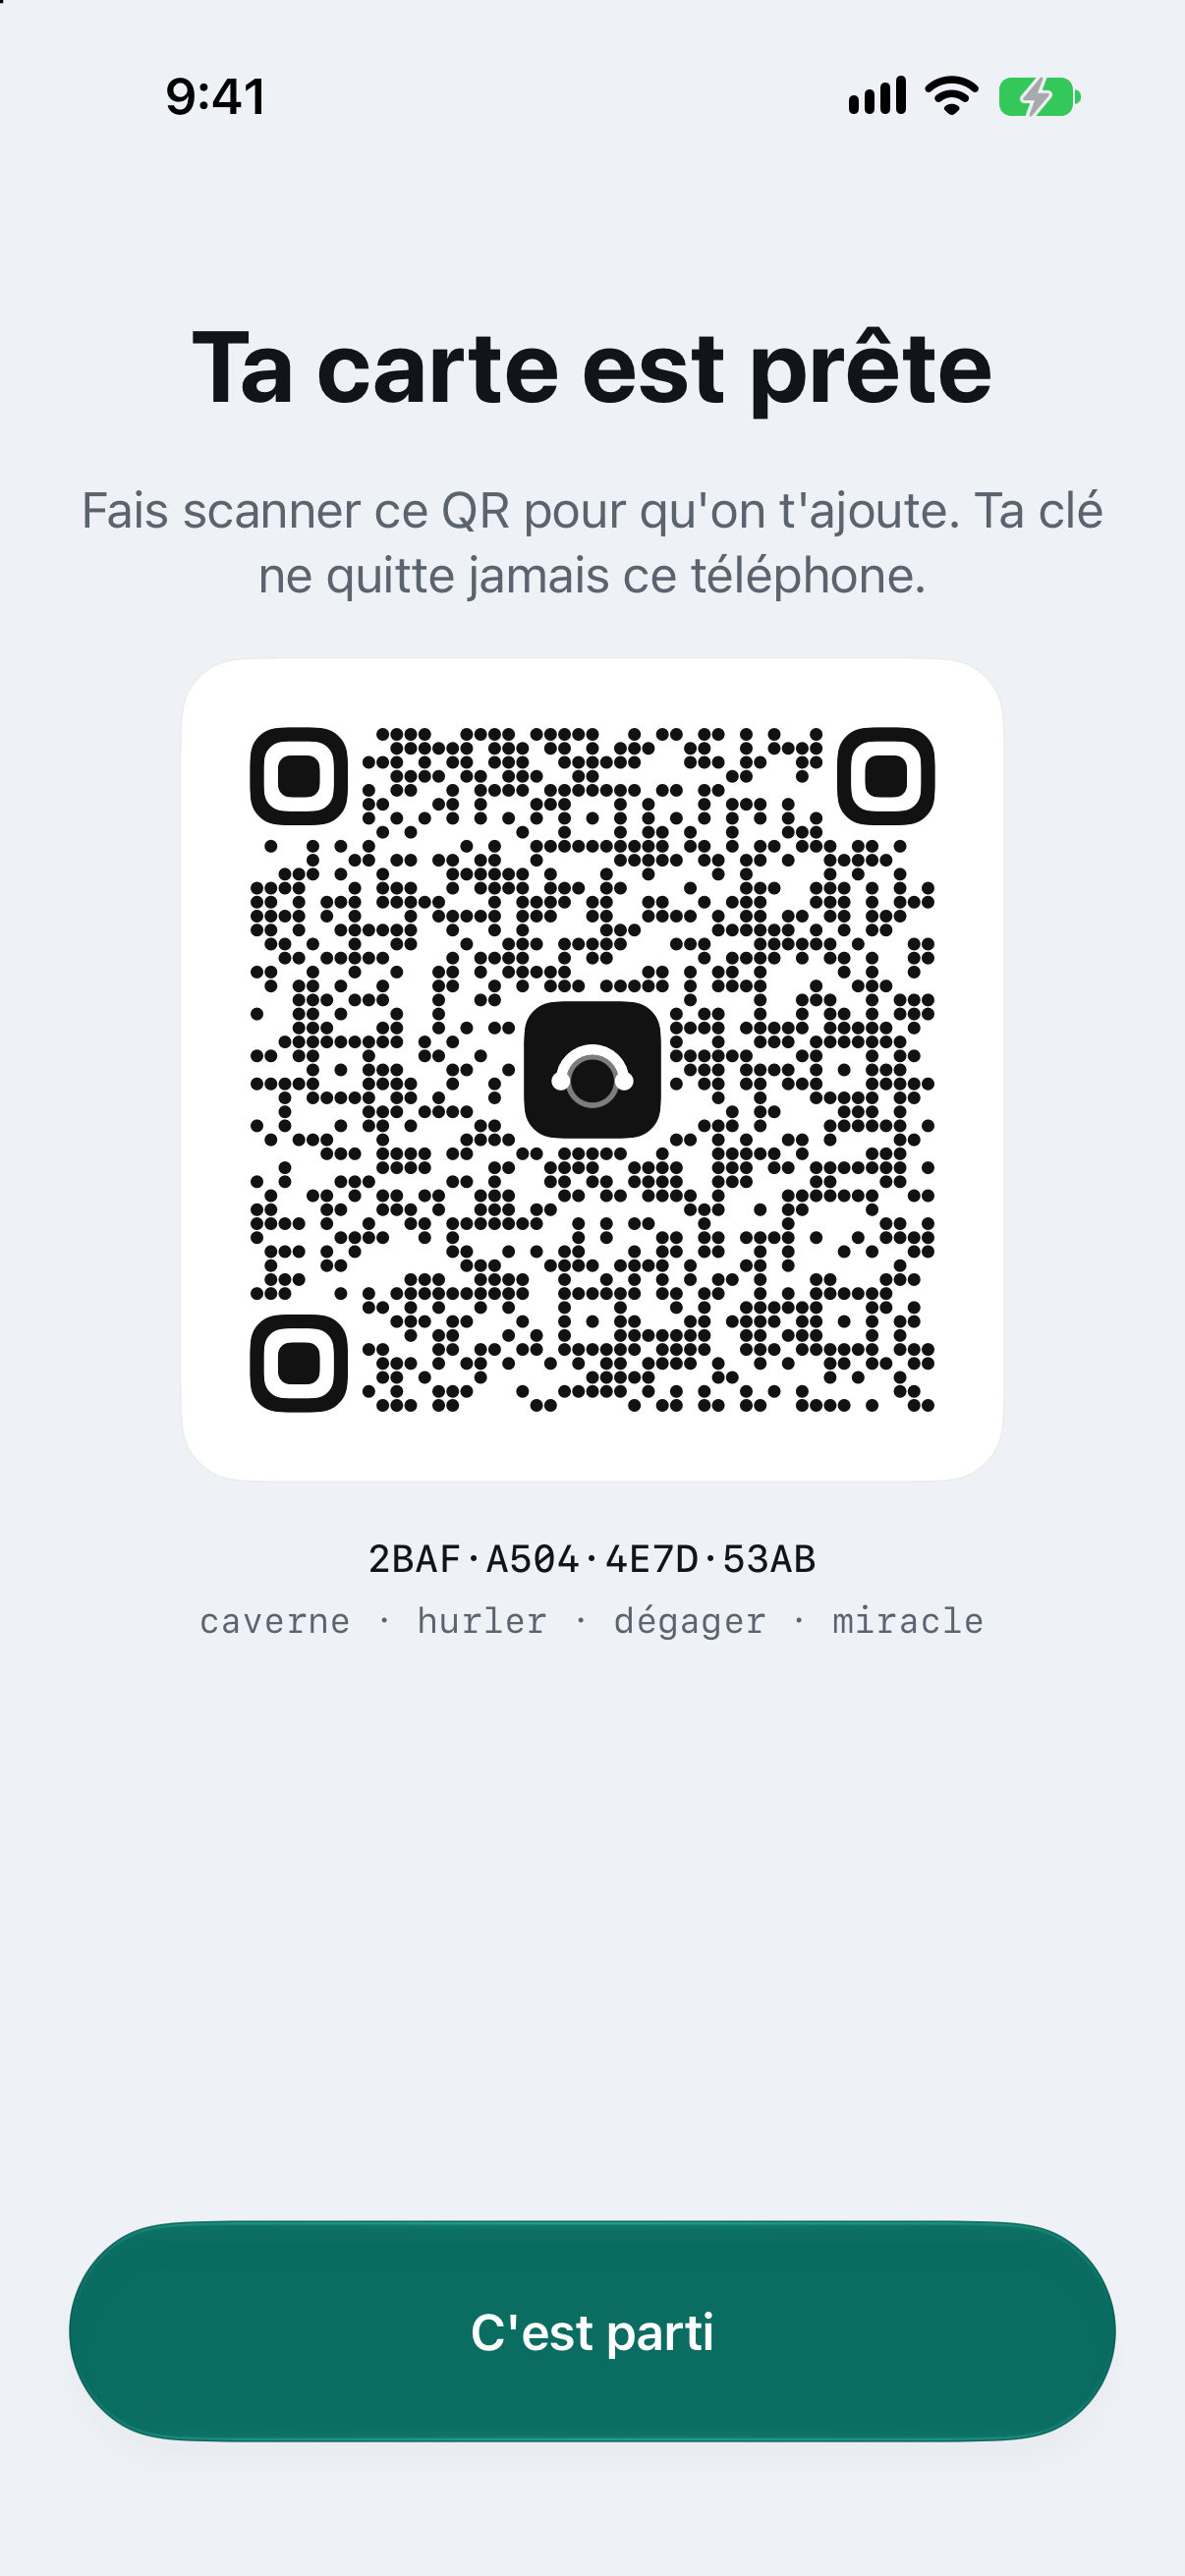 9:41
Ta carte est prête
Fais scanner ce QR pour qu'on t'ajoute. Ta clé
ne quitte jamais ce téléphone.
2BAF·A504·4E7D·53AB
caverne · hurler · dégager · miracle
C'est parti